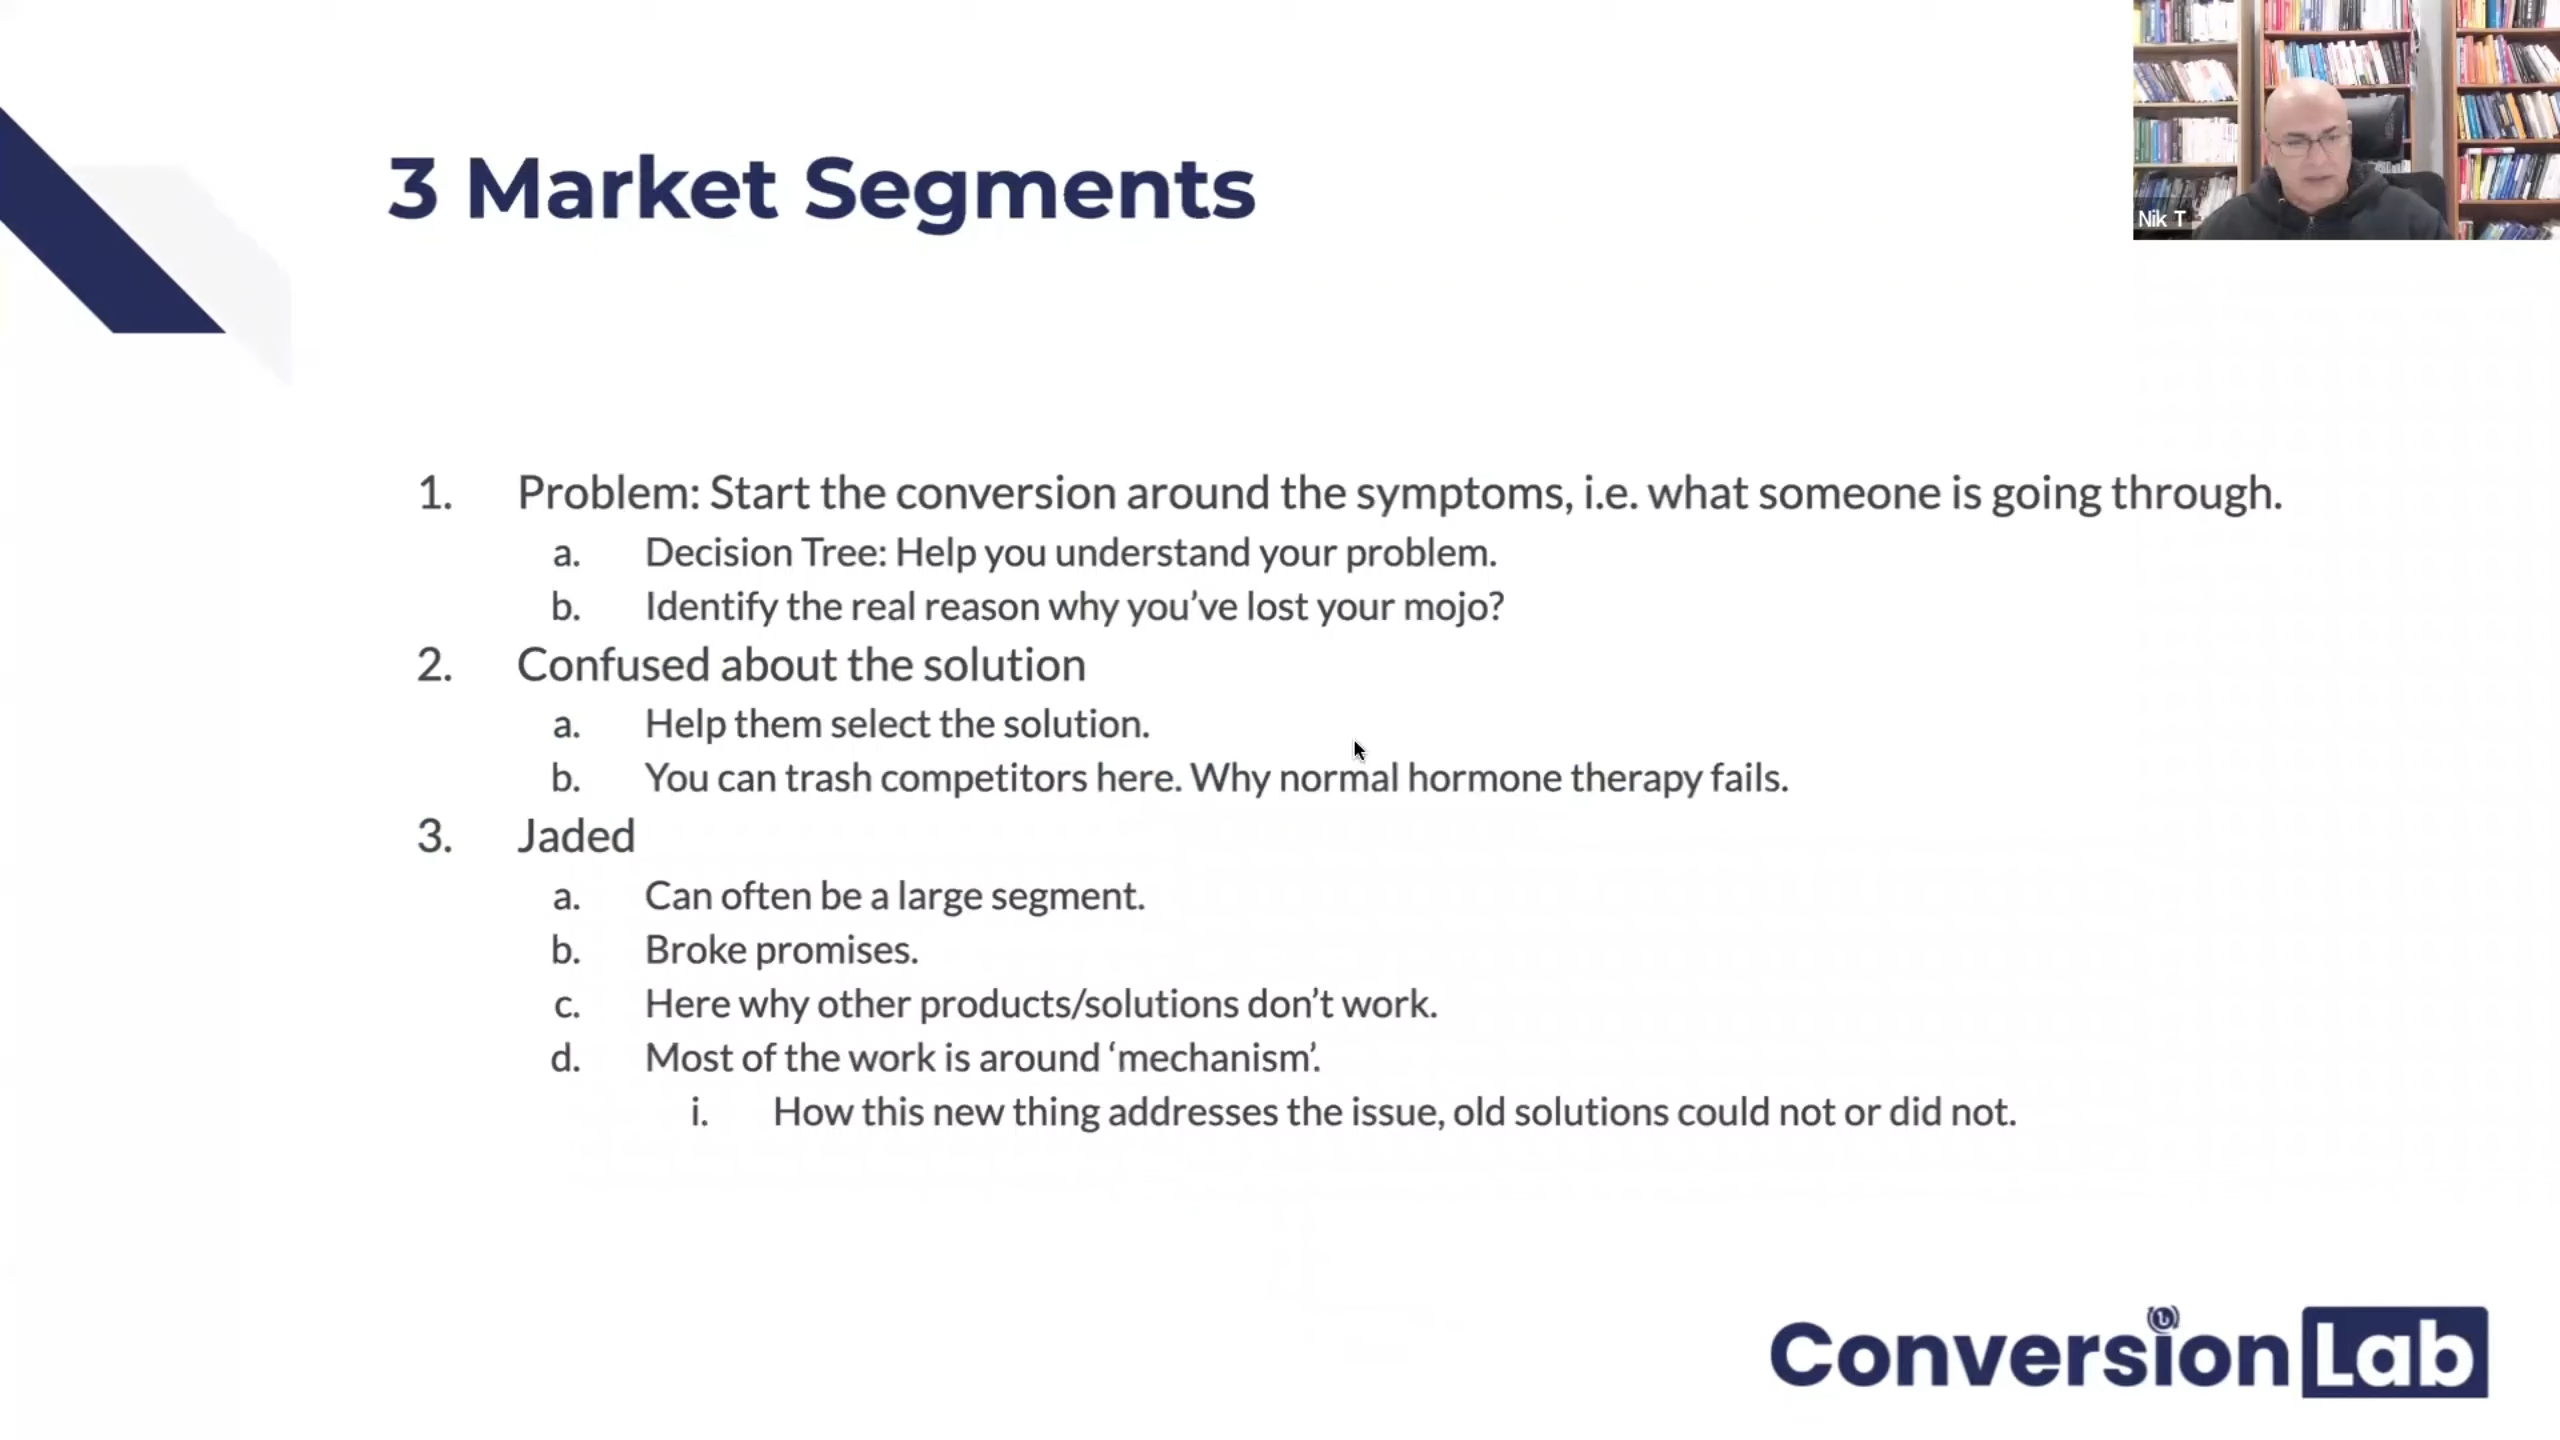 3 Market Segments
Nik T
1. Problem: Start the conversion around the symptoms, i.e. what someone is going through.
a. Decision Tree: Help you understand your problem.
b. Identify the real reason why you’ve lost your mojo?
2. Confused about the solution
a. Help them select the solution.
b. You can trash competitors here. Why normal hormone therapy fails.
3. Jaded
a. Can often be a large segment.
b. Broke promises.
c. Here why other products/solutions don’t work.
d. Most of the work is around ‘mechanism’.
i. How this new thing addresses the issue, old solutions could not or did not.
Conversion Lab